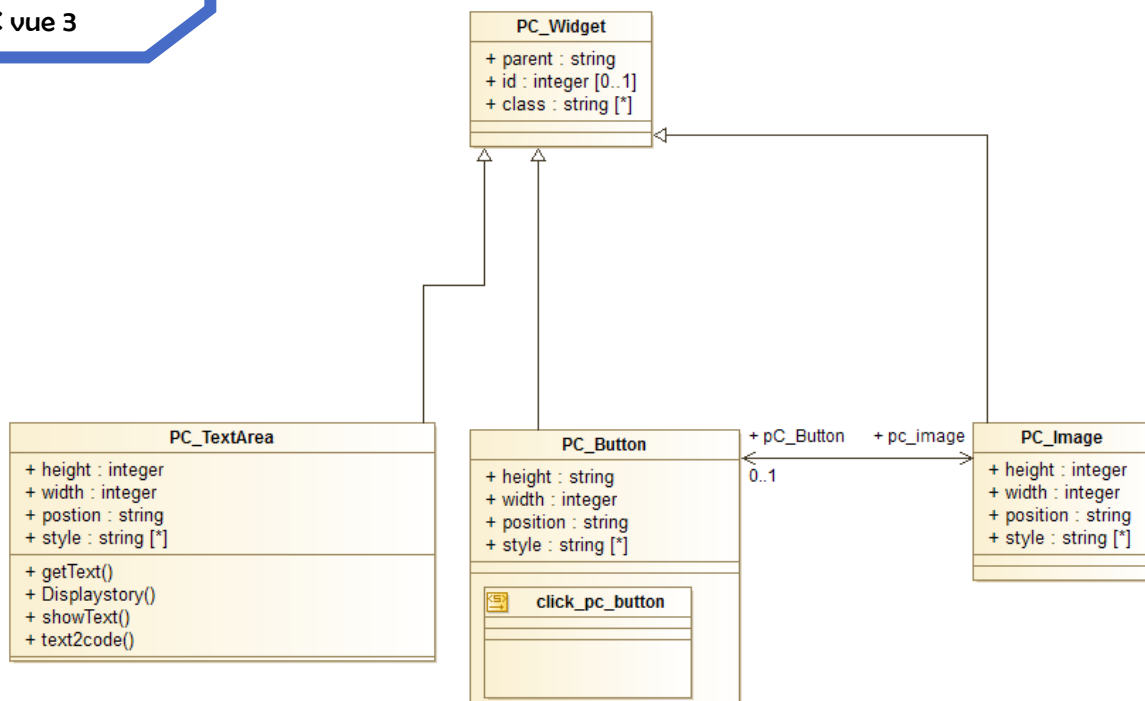 vue 3
PC_Widget
+ parent : string
+ id : integer [0..1]
+ class : string [*]
PC_TextArea
+ height : integer
+ width : integer
+ postion : string
+ style : string [*]
+ getText()
+ Displaystory()
+ showText()
+ text2code()
PC_Button
+ height : string
+ width : integer
+ position : string
+ style : string [*]
<S>
click_pc_button
+ pC_Button
+ pc_image
0..1
PC_Image
+ height : integer
+ width : integer
+ position : string
+ style : string [*]